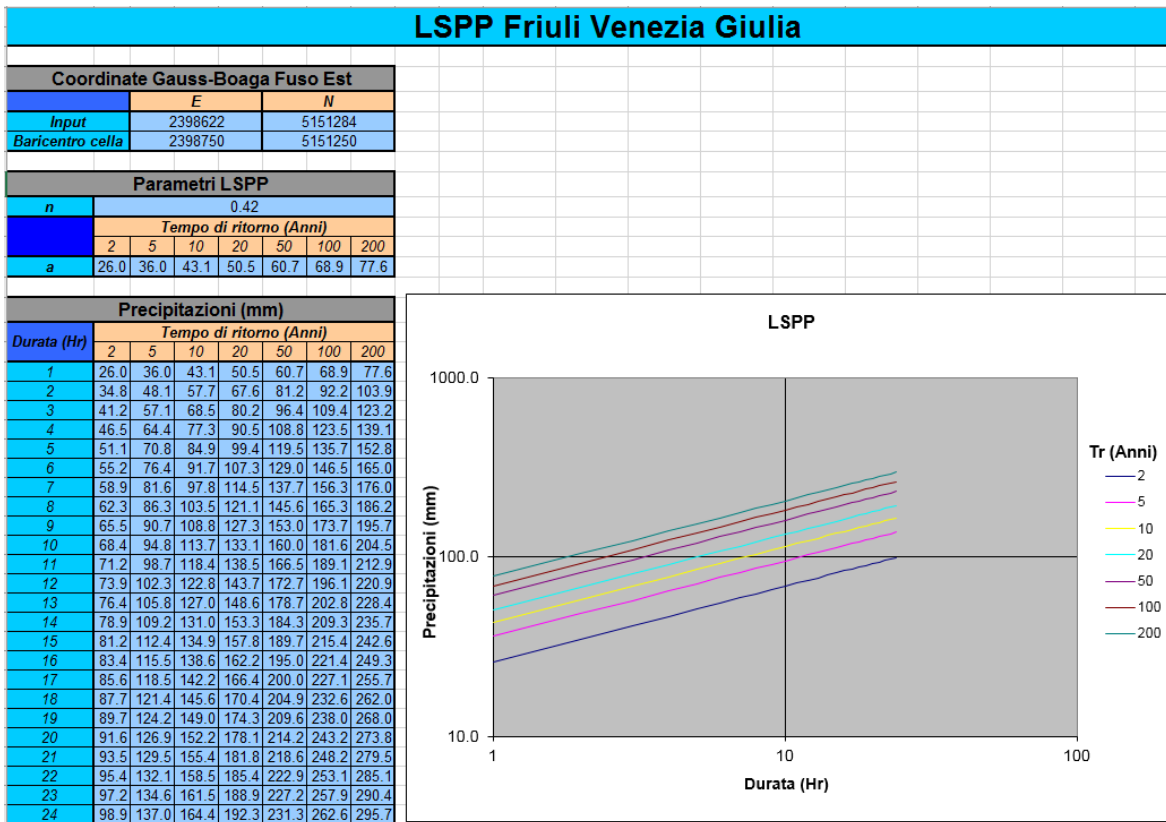 LSPP Friuli Venezia Giulia
Coordinate Gauss-Boaga Fuso Est
E N
Input 2398622 5151284
Baricentro cella 2398750 5151250
Parametri LSPP
n 0.42
Tempo di ritorno (Anni)
2 5 10 20 50 100 200
a 26.0 36.0 43.1 50.5 60.7 68.9 77.6
Precipitazioni (mm)
Durata (Hr) Tempo di ritorno (Anni)
2 5 10 20 50 100 200
1 26.0 36.0 43.1 50.5 60.7 68.9 77.6
2 34.8 48.1 57.7 67.6 81.2 92.2 103.9
3 41.2 57.1 68.5 80.2 96.4 109.4 123.2
4 46.5 64.4 77.3 90.5 108.8 123.5 139.1
5 51.1 70.8 84.9 99.4 119.5 135.7 152.8
6 55.2 76.4 91.7 107.3 129.0 146.5 165.0
7 58.9 81.6 97.8 114.5 137.7 156.3 176.0
8 62.3 86.3 103.5 121.1 145.6 165.3 186.2
9 65.5 90.7 108.8 127.3 153.0 173.7 195.7
10 68.4 94.8 113.7 133.1 160.0 181.6 204.5
11 71.2 98.7 118.4 138.5 166.5 189.1 212.9
12 73.9 102.3 122.8 143.7 172.7 196.1 220.9
13 76.4 105.8 127.0 148.6 178.7 202.8 228.4
14 78.9 109.2 131.0 153.3 184.3 209.3 235.7
15 81.2 112.4 134.9 157.8 189.7 215.4 242.6
16 83.4 115.5 138.6 162.2 195.0 221.4 249.3
17 85.6 118.5 142.2 166.4 200.0 227.1 255.7
18 87.7 121.4 145.6 170.4 204.9 232.6 262.0
19 89.7 124.2 149.0 174.3 209.6 238.0 268.0
20 91.6 126.9 152.2 178.1 214.2 243.2 273.8
21 93.5 129.5 155.4 181.8 218.6 248.2 279.5
22 95.4 132.1 158.5 185.4 222.9 253.1 285.1
23 97.2 134.6 161.5 188.9 227.2 257.9 290.4
24 98.9 137.0 164.4 192.3 231.3 262.6 295.7
LSPP
Precipitazioni (mm)
1000.0
100.0
10.0
1 10 100
Durata (Hr)
Tr (Anni)
2
5
10
20
50
100
200